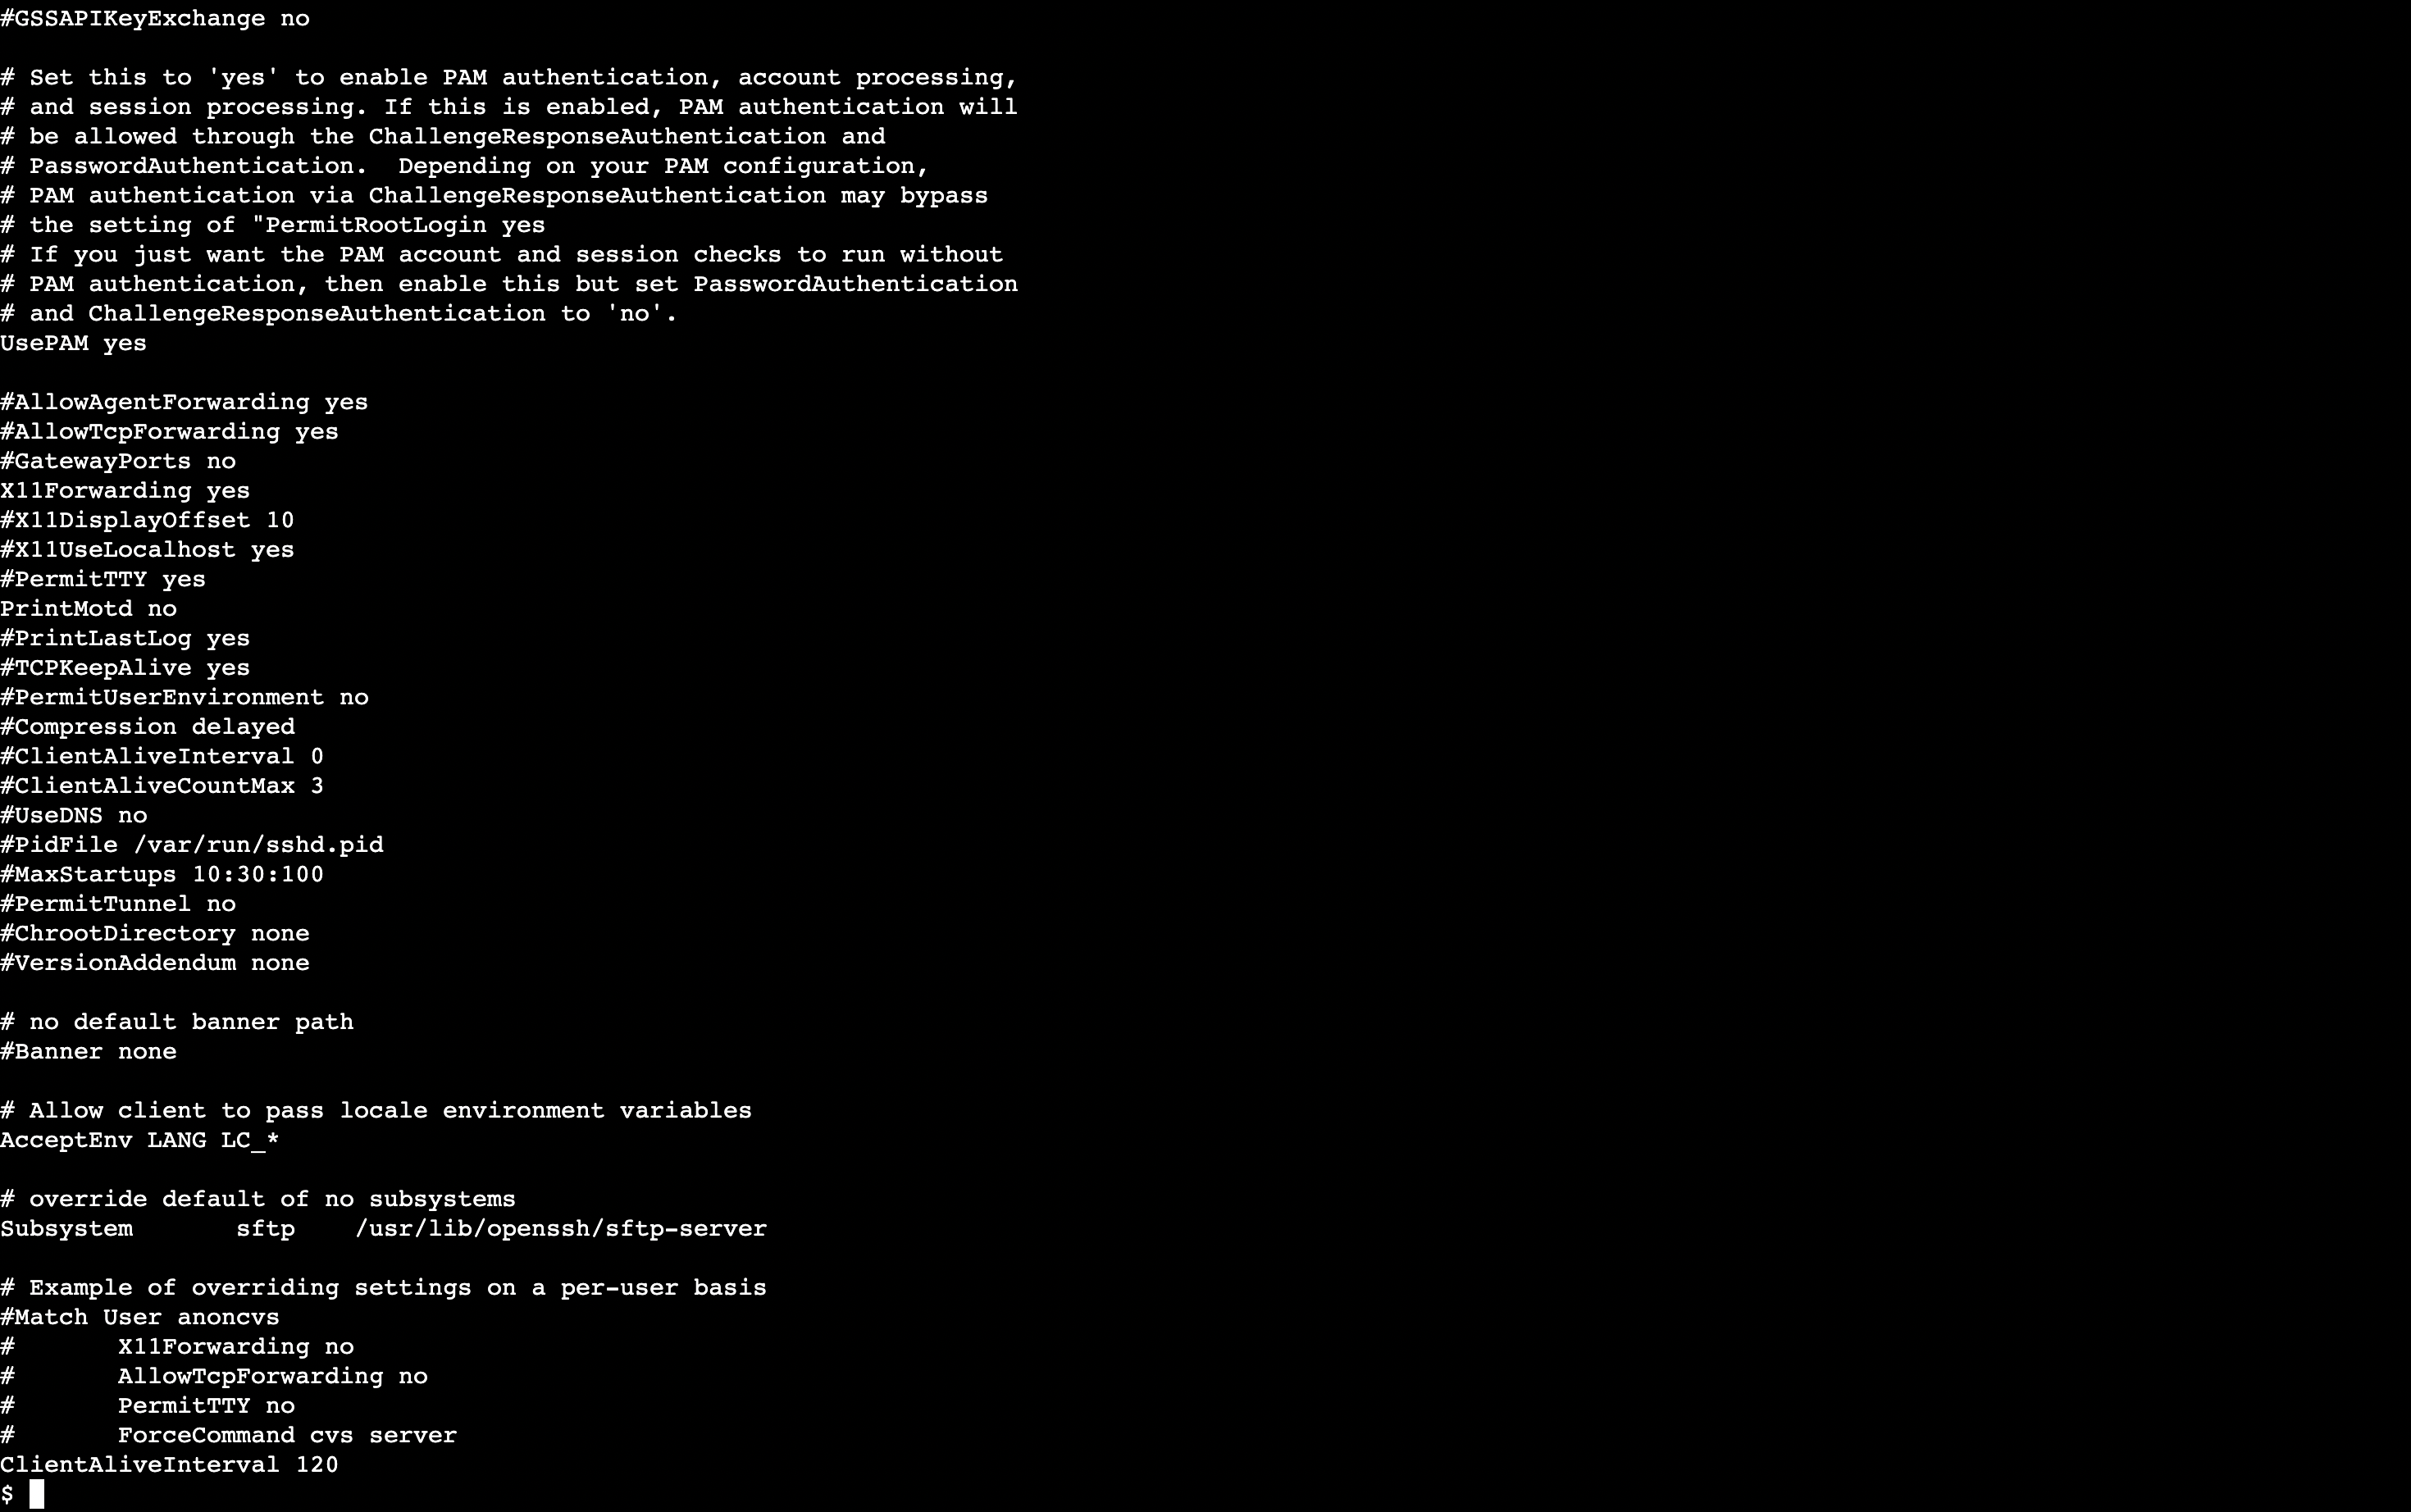 #GSSAPIKeyExchange no

# Set this to 'yes' to enable PAM authentication, account processing,
# and session processing. If this is enabled, PAM authentication will
# be allowed through the ChallengeResponseAuthentication and
# PasswordAuthentication.  Depending on your PAM configuration,
# PAM authentication via ChallengeResponseAuthentication may bypass
# the setting of "PermitRootLogin yes
# If you just want the PAM account and session checks to run without
# PAM authentication, then enable this but set PasswordAuthentication
# and ChallengeResponseAuthentication to 'no'.
UsePAM yes

#AllowAgentForwarding yes
#AllowTcpForwarding yes
#GatewayPorts no
X11Forwarding yes
#X11DisplayOffset 10
#X11UseLocalhost yes
#PermitTTY yes
PrintMotd no
#PrintLastLog yes
#TCPKeepAlive yes
#PermitUserEnvironment no
#Compression delayed
#ClientAliveInterval 0
#ClientAliveCountMax 3
#UseDNS no
#PidFile /var/run/sshd.pid
#MaxStartups 10:30:100
#PermitTunnel no
#ChrootDirectory none
#VersionAddendum none

# no default banner path
#Banner none

# Allow client to pass locale environment variables
AcceptEnv LANG LC_*

# override default of no subsystems
Subsystem       sftp    /usr/lib/openssh/sftp-server

# Example of overriding settings on a per-user basis
#Match User anoncvs
#       X11Forwarding no
#       AllowTcpForwarding no
#       PermitTTY no
#       ForceCommand cvs server
ClientAliveInterval 120
$